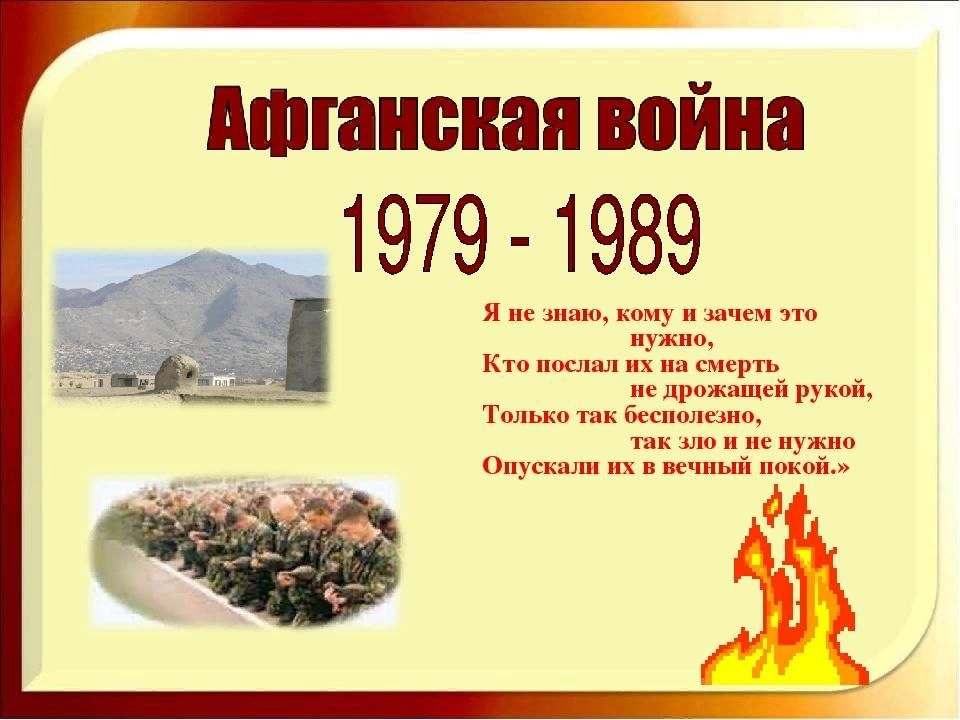 Афганская война
1979 - 1989
Я не знаю, кому и зачем это
нужно,
Кто послал их на смерть
не дрожащей рукой,
Только так бесполезно,
так зло и не нужно
Опускали их в вечный покой.»